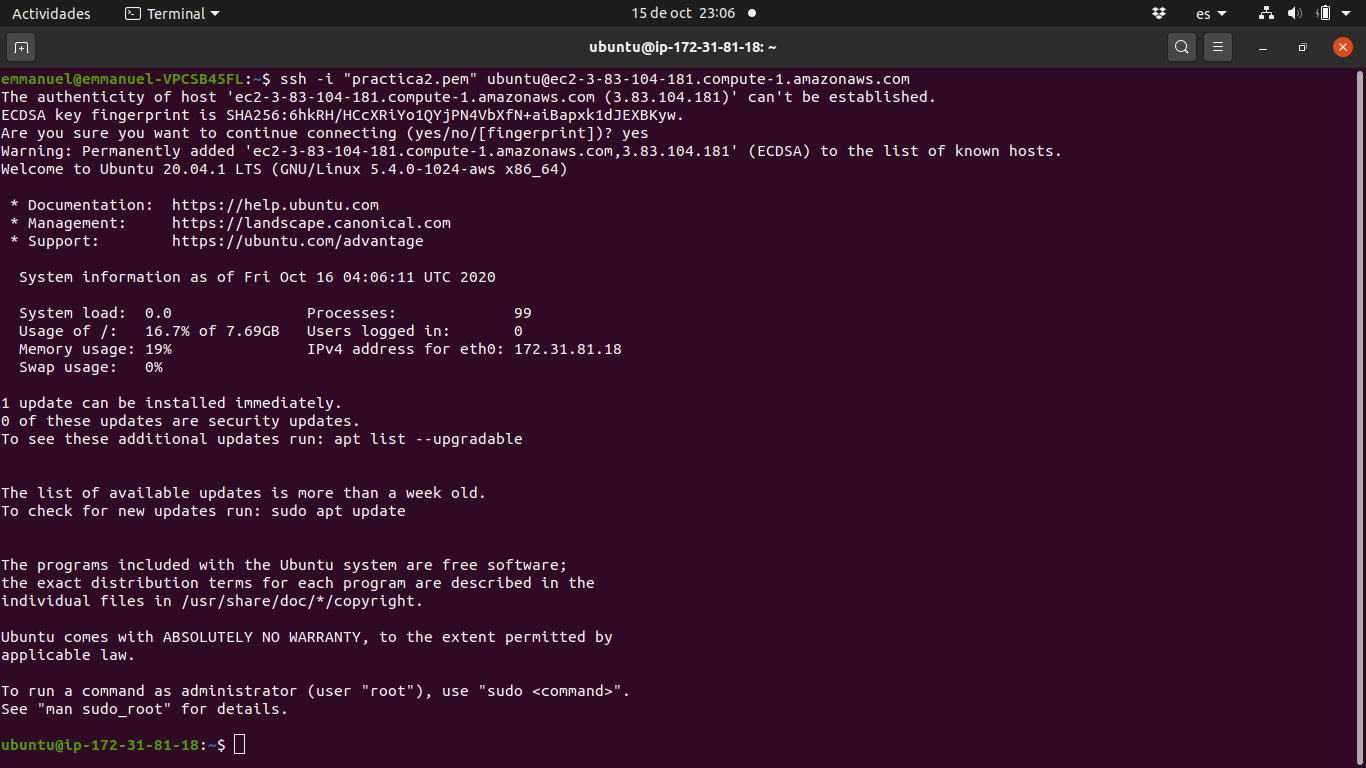 Actividades Terminal 15 de oct 23:06 es
ubuntu@ip-172-31-81-18: ~
emmanuel@emmanuel-VPCSB45FL:~$ ssh -i "practica2.pem" ubuntu@ec2-3-83-104-181.compute-1.amazonaws.com
The authenticity of host 'ec2-3-83-104-181.compute-1.amazonaws.com (3.83.104.181)' can't be established.
ECDSA key fingerprint is SHA256:6hkRH/HCcXRiYo1QYjPN4VbXfN+aiBapxk1dJEXBKyw.
Are you sure you want to continue connecting (yes/no/[fingerprint])? yes
Warning: Permanently added 'ec2-3-83-104-181.compute-1.amazonaws.com,3.83.104.181' (ECDSA) to the list of known hosts.
Welcome to Ubuntu 20.04.1 LTS (GNU/Linux 5.4.0-1024-aws x86_64)

 * Documentation:  https://help.ubuntu.com
 * Management:     https://landscape.canonical.com
 * Support:        https://ubuntu.com/advantage

  System information as of Fri Oct 16 04:06:11 UTC 2020

  System load:  0.0               Processes:             99
  Usage of /:   16.7% of 7.69GB   Users logged in:       0
  Memory usage: 19%               IPv4 address for eth0: 172.31.81.18
  Swap usage:   0%

1 update can be installed immediately.
0 of these updates are security updates.
To see these additional updates run: apt list --upgradable


The list of available updates is more than a week old.
To check for new updates run: sudo apt update


The programs included with the Ubuntu system are free software;
the exact distribution terms for each program are described in the
individual files in /usr/share/doc/*/copyright.

Ubuntu comes with ABSOLUTELY NO WARRANTY, to the extent permitted by
applicable law.

To run a command as administrator (user "root"), use "sudo <command>".
See "man sudo_root" for details.

ubuntu@ip-172-31-81-18:~$